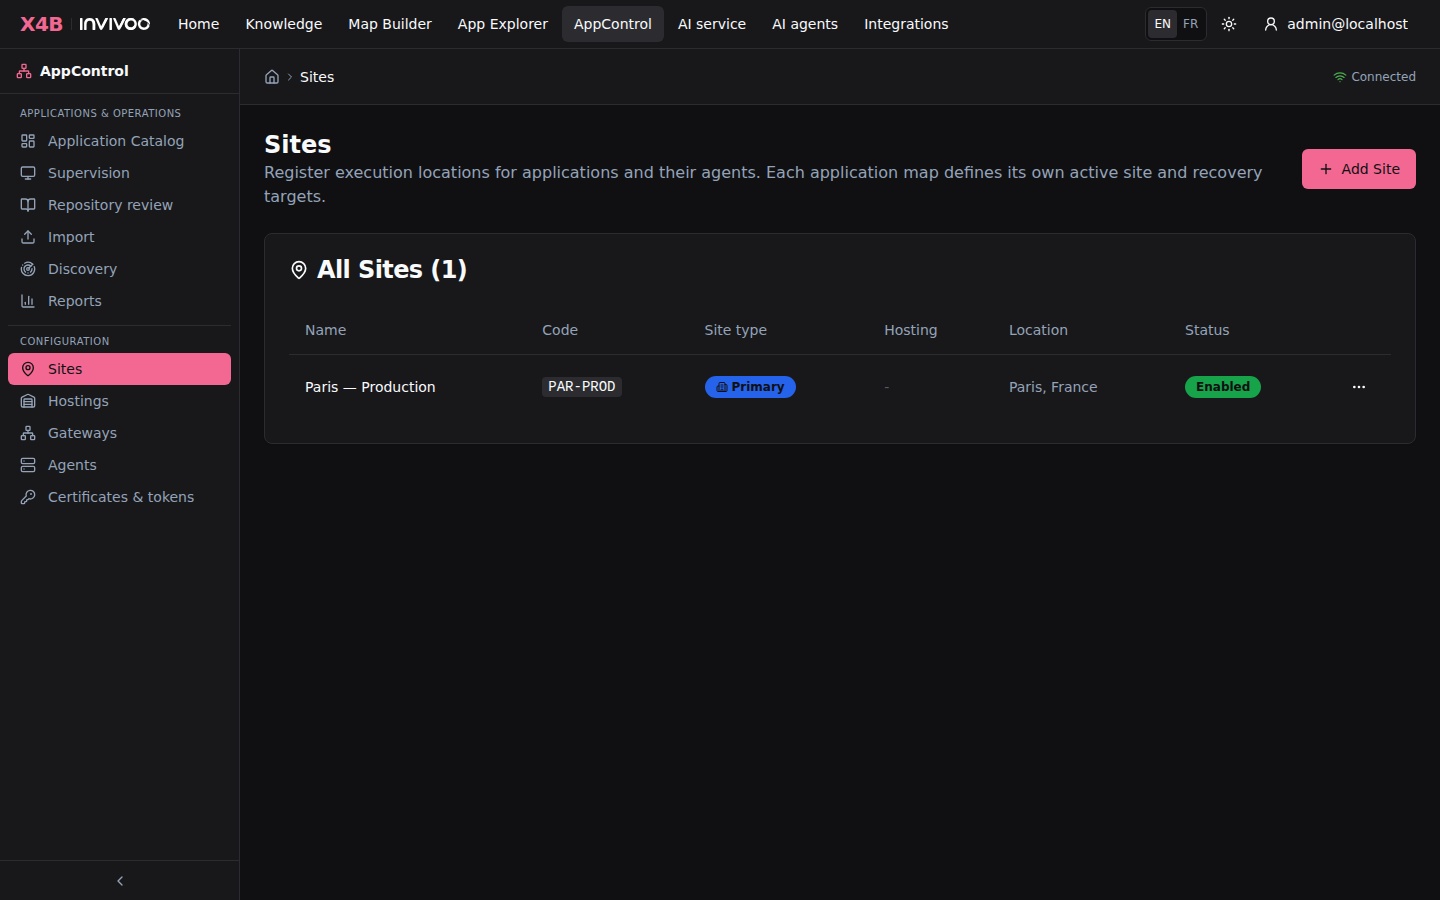 X4B INVIVOO Home Knowledge Map Builder App Explorer AppControl AI service AI agents Integrations EN FR admin@localhost
AppControl
APPLICATIONS & OPERATIONS
Application Catalog
Supervision
Repository review
Import
Discovery
Reports
CONFIGURATION
Sites
Hostings
Gateways
Agents
Certificates & tokens
Sites
Connected
Sites
Register execution locations for applications and their agents. Each application map defines its own active site and recovery
targets.
Add Site
All Sites (1)
Name Code Site type Hosting Location Status
Paris — Production PAR-PROD Primary - Paris, France Enabled